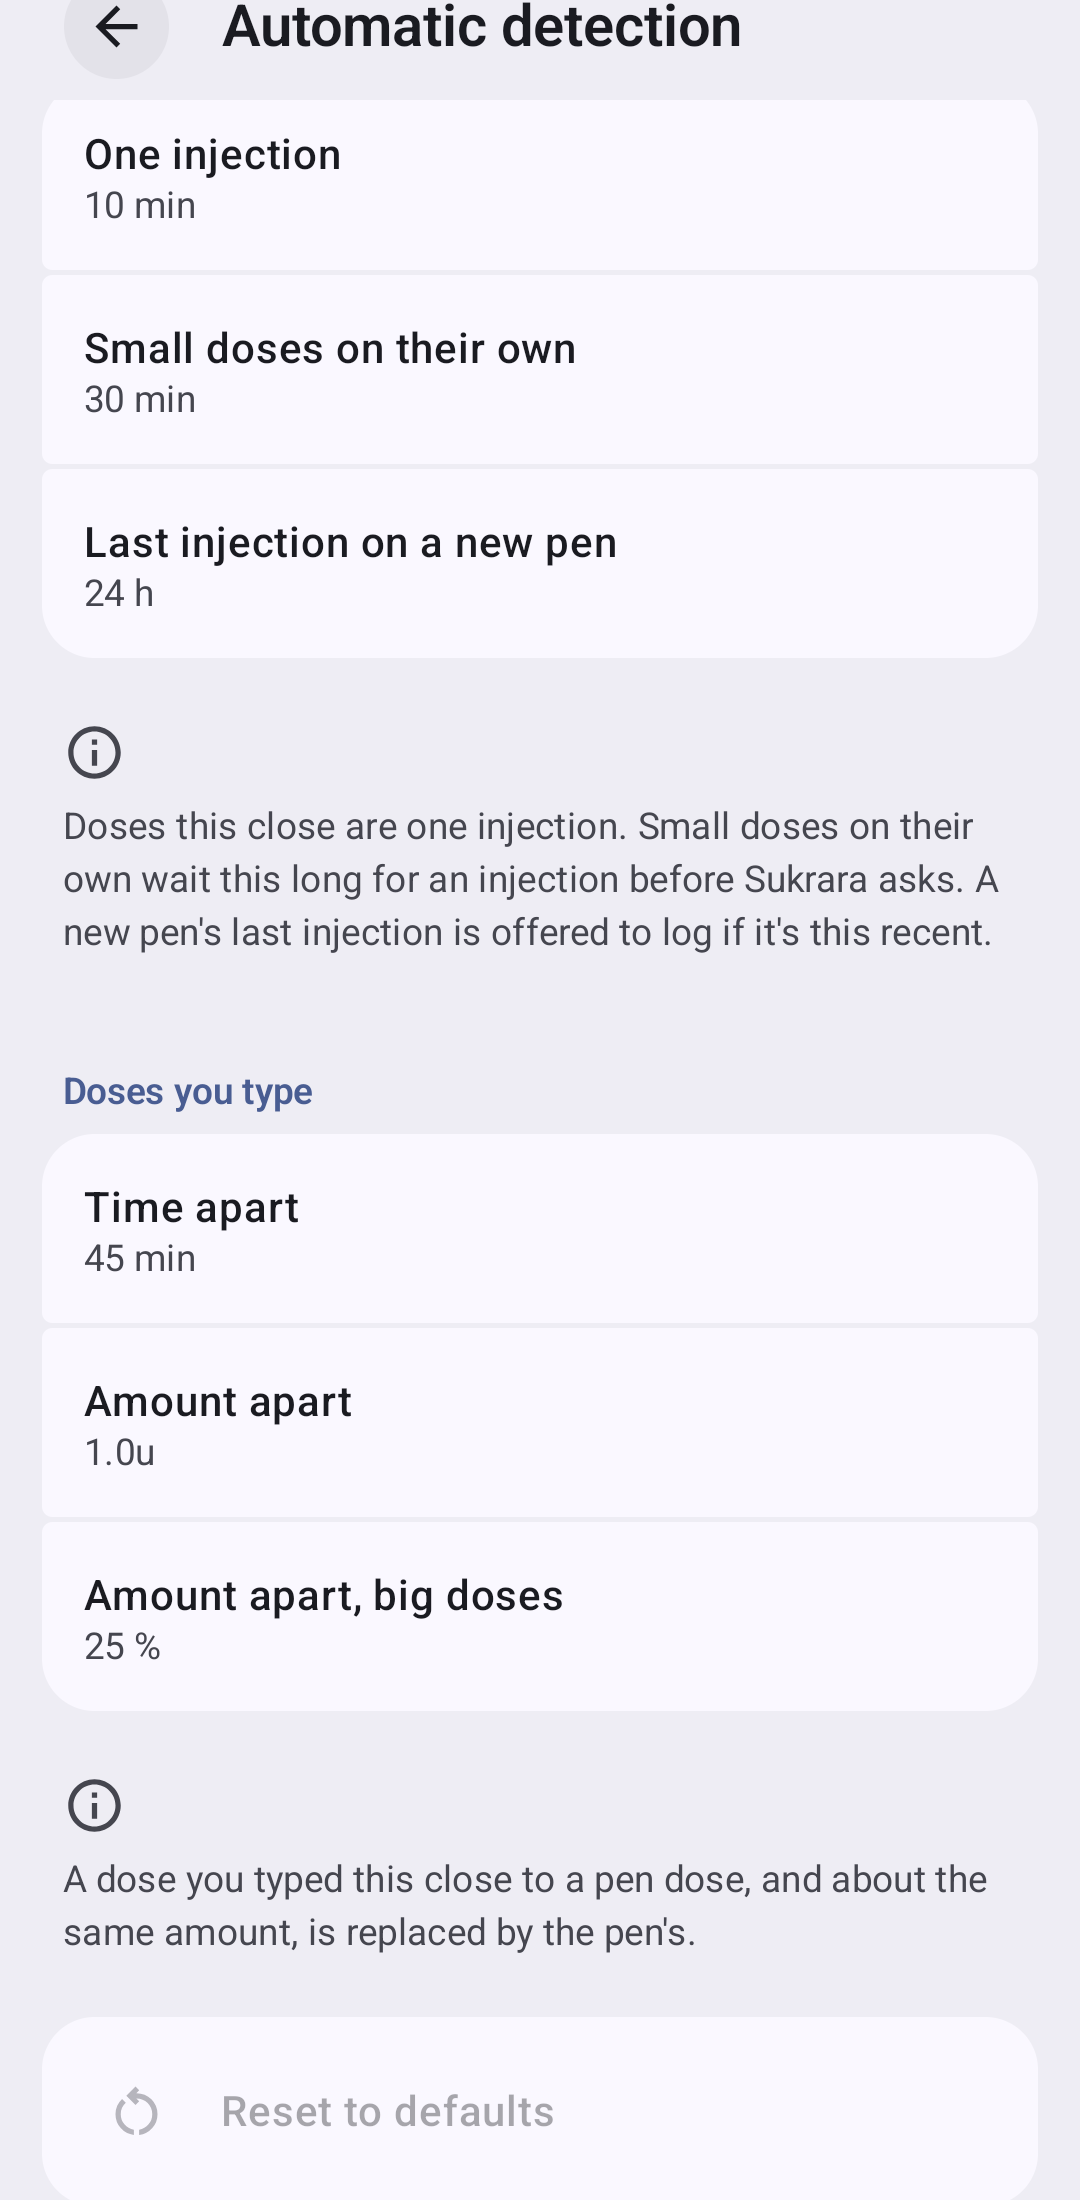 Automatic detection
One injection
10 min
Small doses on their own
30 min
Last injection on a new pen
24 h
Doses this close are one injection. Small doses on their
own wait this long for an injection before Sukrara asks. A
new pen's last injection is offered to log if it's this recent.
Doses you type
Time apart
45 min
Amount apart
1.0u
Amount apart, big doses
25 %
A dose you typed this close to a pen dose, and about the
same amount, is replaced by the pen's.
Reset to defaults